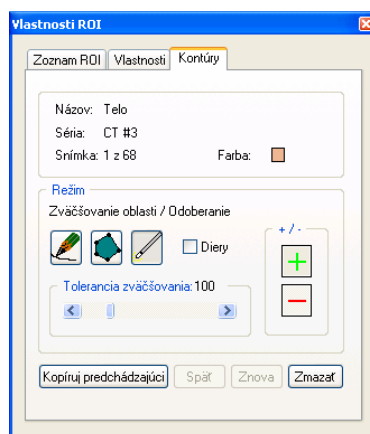 Vlastnosti ROI
Zoznam ROI Vlastnosti Kontúry
Názov: Telo
Séria: CT #3
Snímka: 1 z 68 Farba:
Režim
Zväčšovanie oblasti / Odoberanie
+ / -
Diery
Tolerancia zväčšovania: 100
Kopíruj predchádzajúci Späť Znova Zmazať